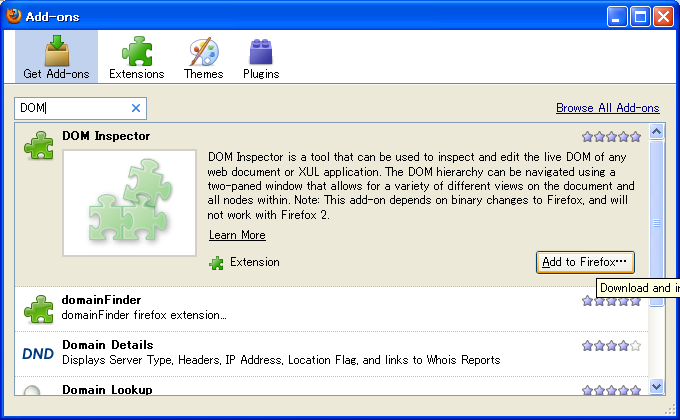 Add-ons
Get Add-ons Extensions Themes Plugins
DOM
Browse All Add-ons
DOM Inspector
DOM Inspector is a tool that can be used to inspect and edit the live DOM of any
web document or XUL application. The DOM hierarchy can be navigated using a
two-paned window that allows for a variety of different views on the document and
all nodes within. Note: This add-on depends on binary changes to Firefox, and will
not work with Firefox 2.
Learn More
Extension
Add to Firefox...
Download and in
domainFinder
domainFinder firefox extension...
DND
Domain Details
Displays Server Type, Headers, IP Address, Location Flag, and links to Whois Reports
Domain Lookup